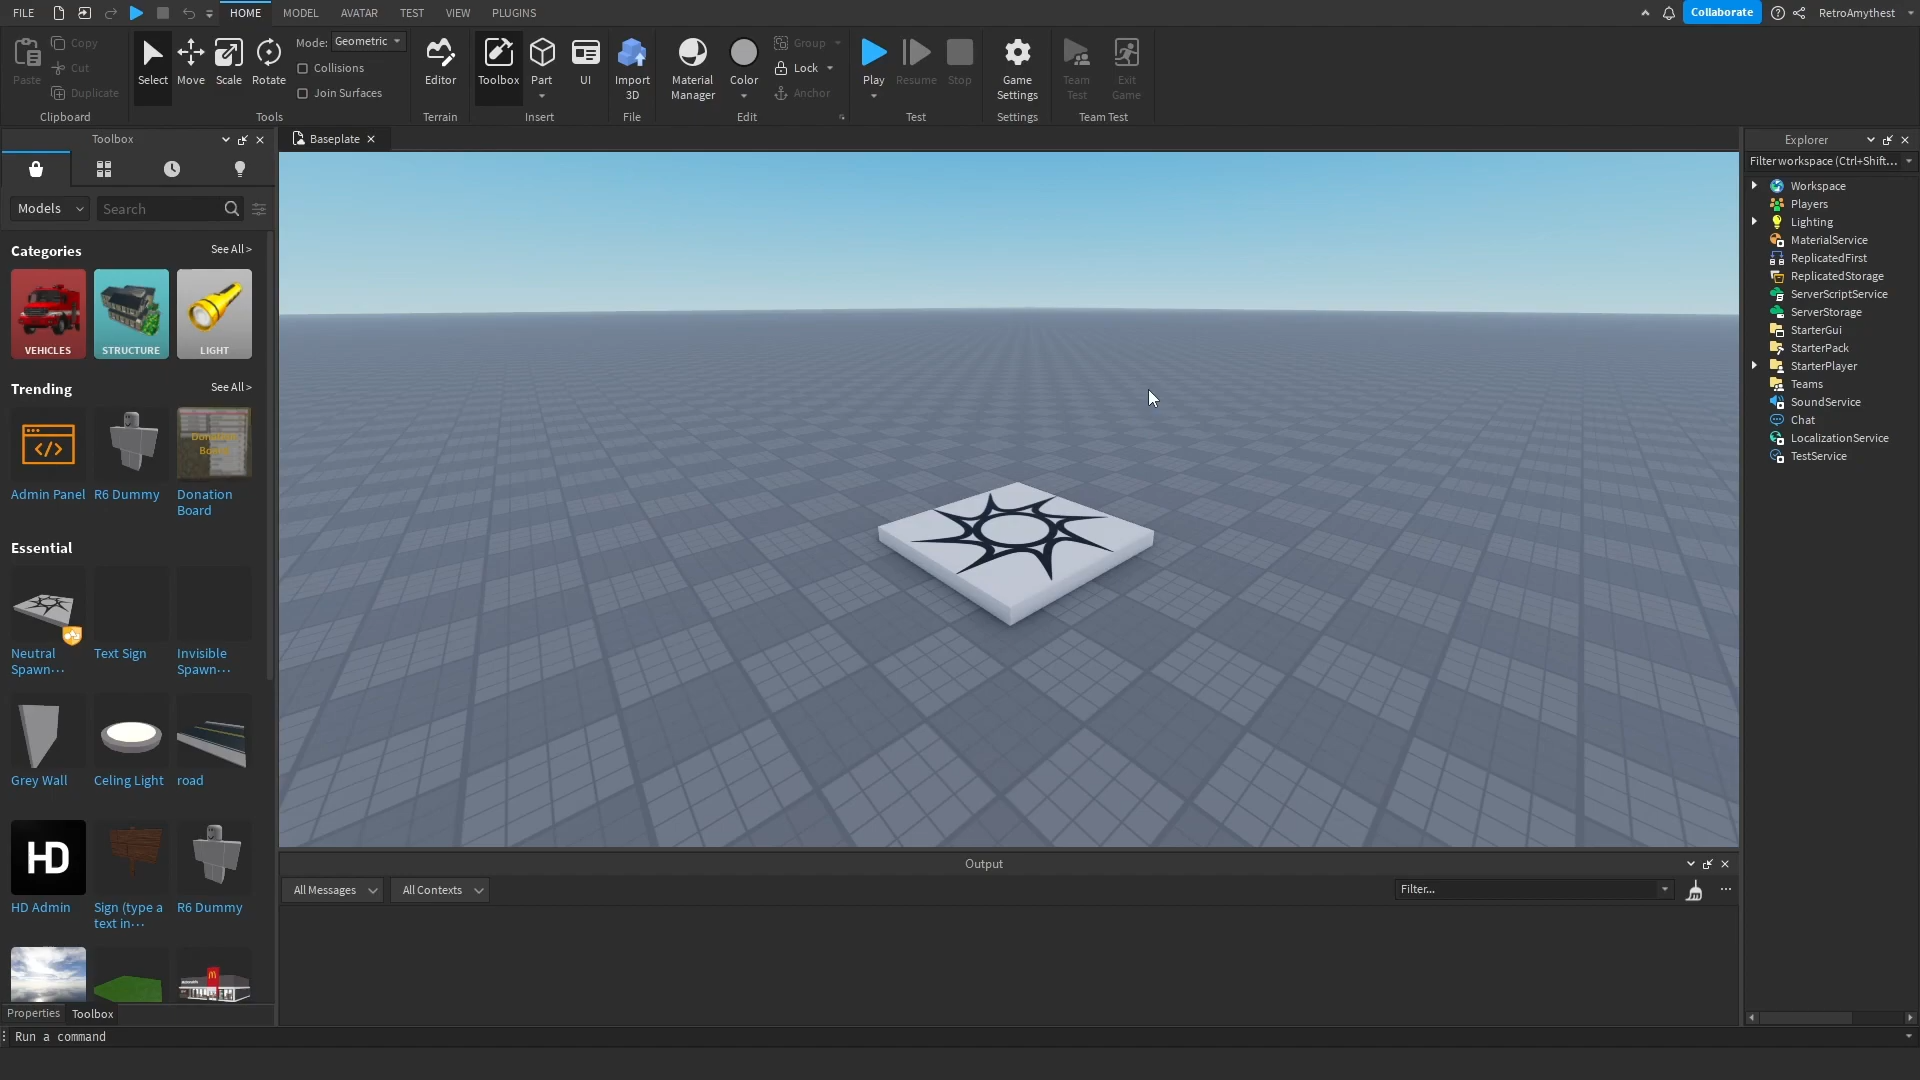 FILE HOME MODEL AVATAR TEST VIEW PLUGINS Collaborate RetroAmythest
Paste Copy Cut Duplicate
Clipboard
Select Move Scale Rotate
Mode: Geometric
Collisions
Join Surfaces
Tools
Editor
Terrain
Toolbox Part UI
Insert
Import
3D
File
Material
Manager
Color
Group
Lock
Anchor
Edit
Play Resume Stop
Test
Game
Settings
Settings
Team
Test
Exit
Game
Team Test
Toolbox
Models Search
Categories See All >
VEHICLES STRUCTURE LIGHT
Trending See All >
</> Donation
Board
Admin Panel R6 Dummy Donation
Board
Essential
Neutral
Spawn···
Text Sign
Invisible
Spawn···
Grey Wall Celing Light road
HD
HD Admin Sign (type a
text in···
R6 Dummy
Properties Toolbox
Run a command
Baseplate
Output
All Messages All Contexts Filter...
Explorer
Filter workspace (Ctrl+Shift...
Workspace
Players
Lighting
MaterialService
ReplicatedFirst
ReplicatedStorage
ServerScriptService
ServerStorage
StarterGui
StarterPack
StarterPlayer
Teams
SoundService
Chat
LocalizationService
TestService